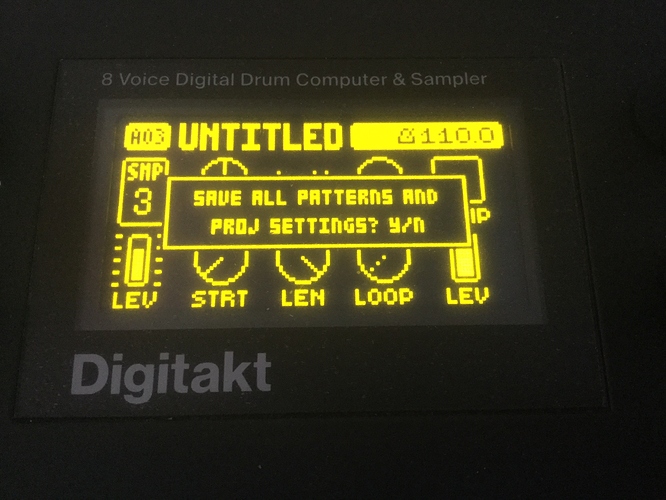 8 Voice Digital Drum Computer & Sampler
A03 UNTITLED 110.0
SMP
3
SAVE ALL PATTERNS AND
PROJ SETTINGS? Y/N
LEV STRT LEN LOOP LEV
Digitakt